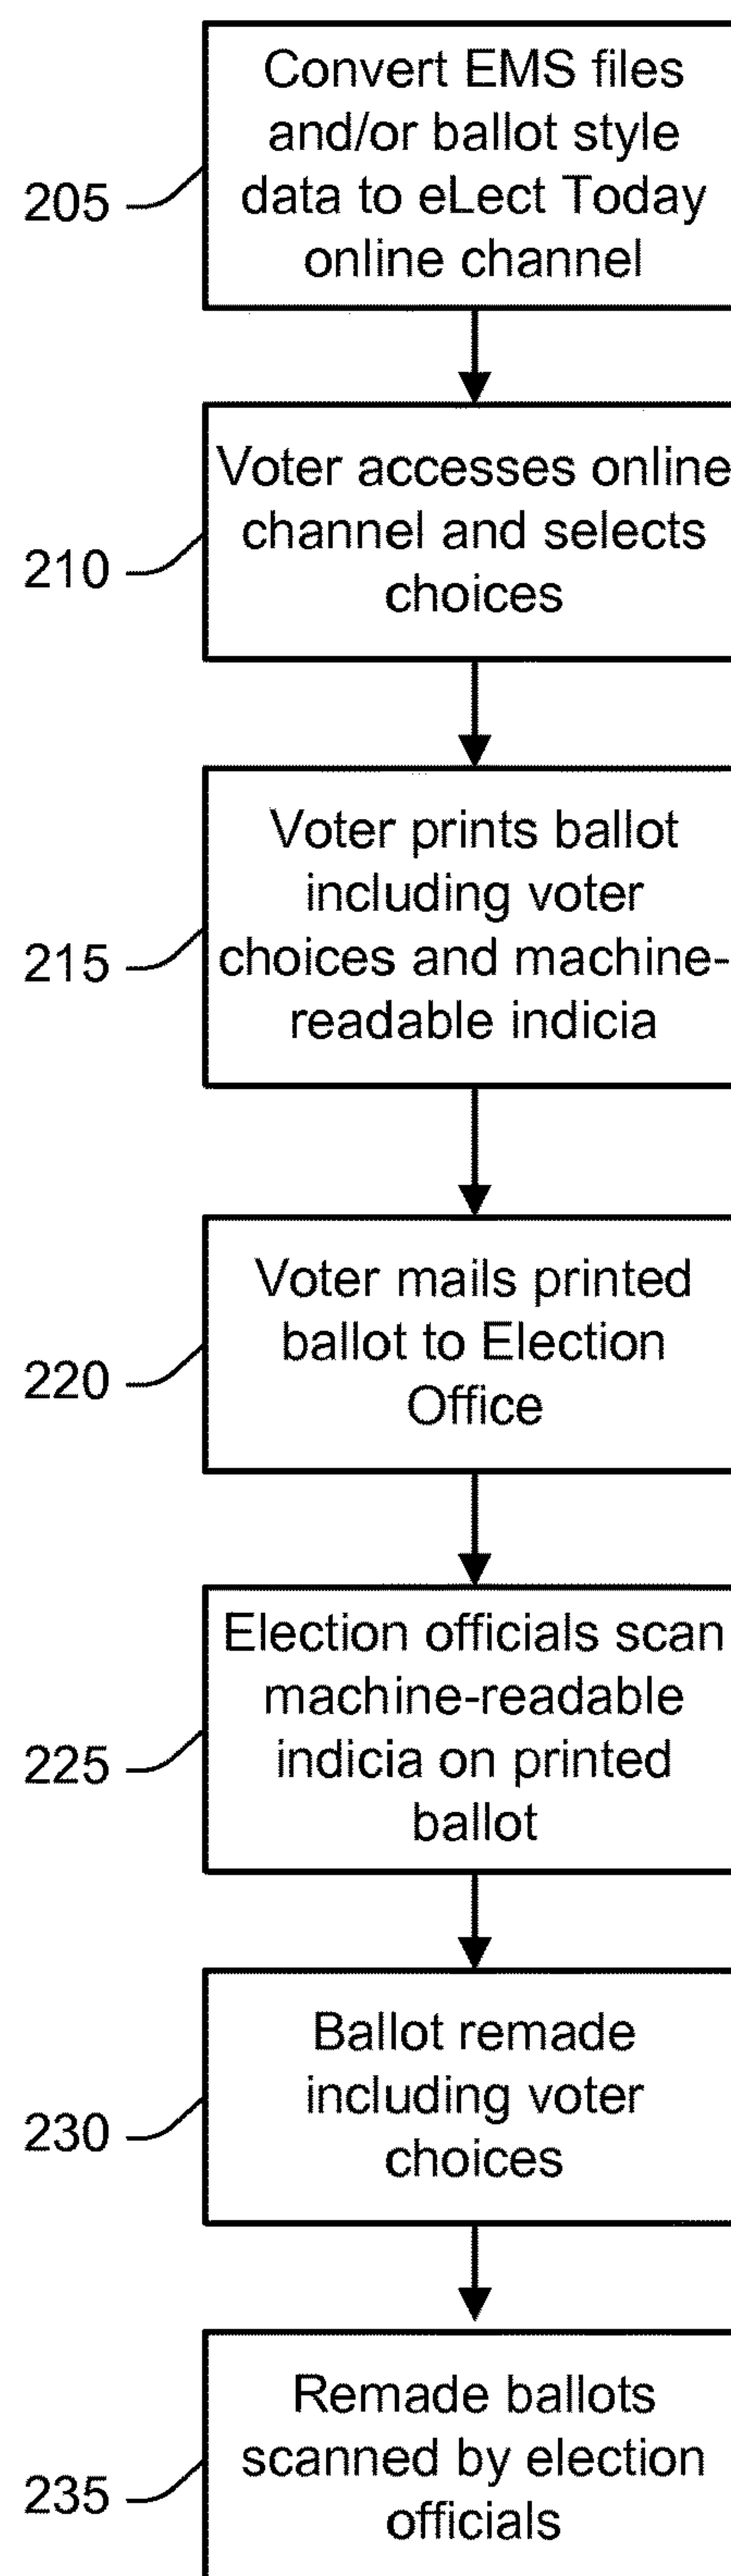 Convert EMS files
and/or ballot style
data to eLect Today
online channel
205
Voter accesses online
channel and selects
choices
210
Voter prints ballot
including voter
choices and machine-
readable indicia
215
Voter mails printed
ballot to Election
Office
220
Election officials scan
machine-readable
indicia on printed
ballot
225
Ballot remade
including voter
choices
230
Remade ballots
scanned by election
officials
235